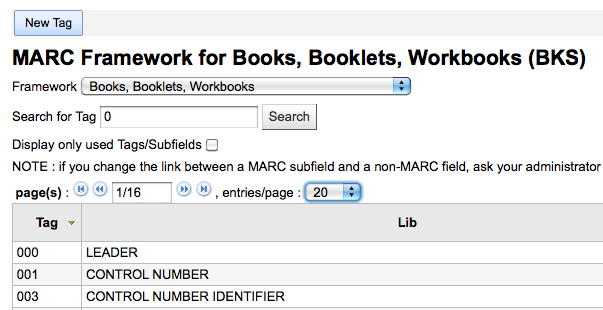 New Tag
MARC Framework for Books, Booklets, Workbooks (BKS)
Framework Books, Booklets, Workbooks
Search for Tag 0 Search
Display only used Tags/Subfields
NOTE : if you change the link between a MARC subfield and a non-MARC field, ask your administrator
page(s) : 1/16 , entries/page : 20
Tag Lib
000 LEADER
001 CONTROL NUMBER
003 CONTROL NUMBER IDENTIFIER